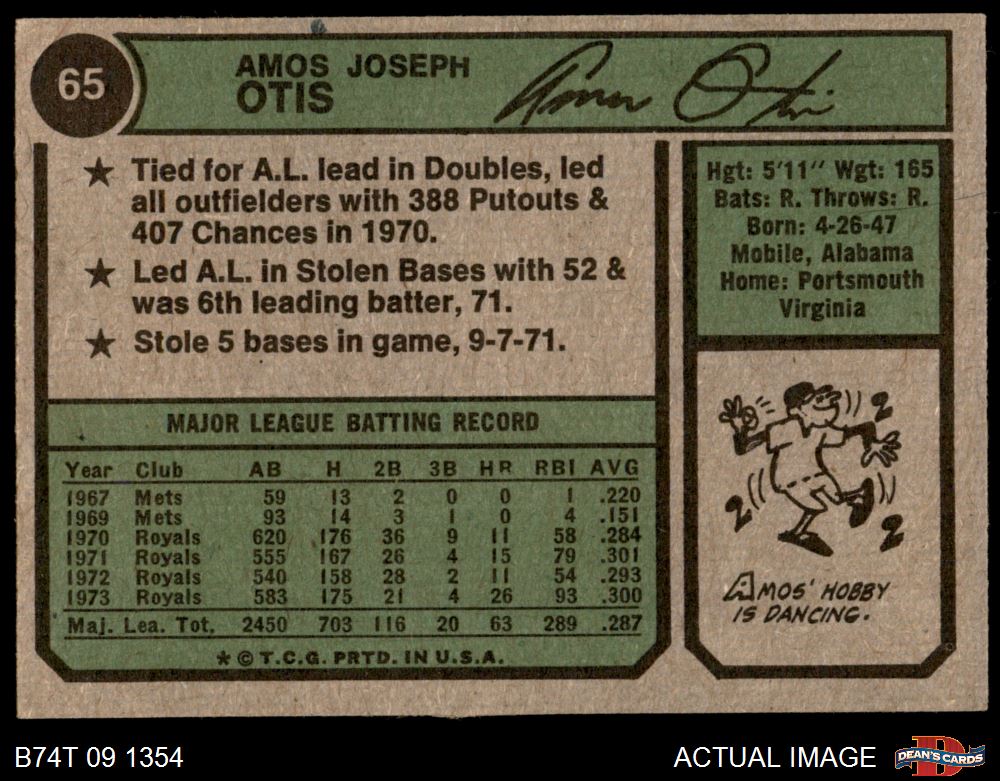 65
AMOS JOSEPH
OTIS
Amos Otis
★ Tied for A.L. lead in Doubles, led
all outfielders with 388 Putouts &
407 Chances in 1970.
★ Led A.L. in Stolen Bases with 52 &
was 6th leading batter, 71.
★ Stole 5 bases in game, 9-7-71.
Hgt: 5'11" Wgt: 165
Bats: R. Throws: R.
Born: 4-26-47
Mobile, Alabama
Home: Portsmouth
Virginia
MAJOR LEAGUE BATTING RECORD
Year Club AB H 2B 3B HR RBI AVG
1967 Mets 59 13 2 0 0 1 .220
1969 Mets 93 14 3 1 0 4 .151
1970 Royals 620 176 36 9 11 58 .284
1971 Royals 555 167 26 4 15 79 .301
1972 Royals 540 158 28 2 11 54 .293
1973 Royals 583 175 21 4 26 93 .300
Maj. Lea. Tot. 2450 703 116 20 63 289 .287
★ © T.C.G. PRTD. IN U.S.A.
2
2
2
2
AMOS' HOBBY
IS DANCING.
B74T 09 1354
ACTUAL IMAGE
DEAN'S CARDS